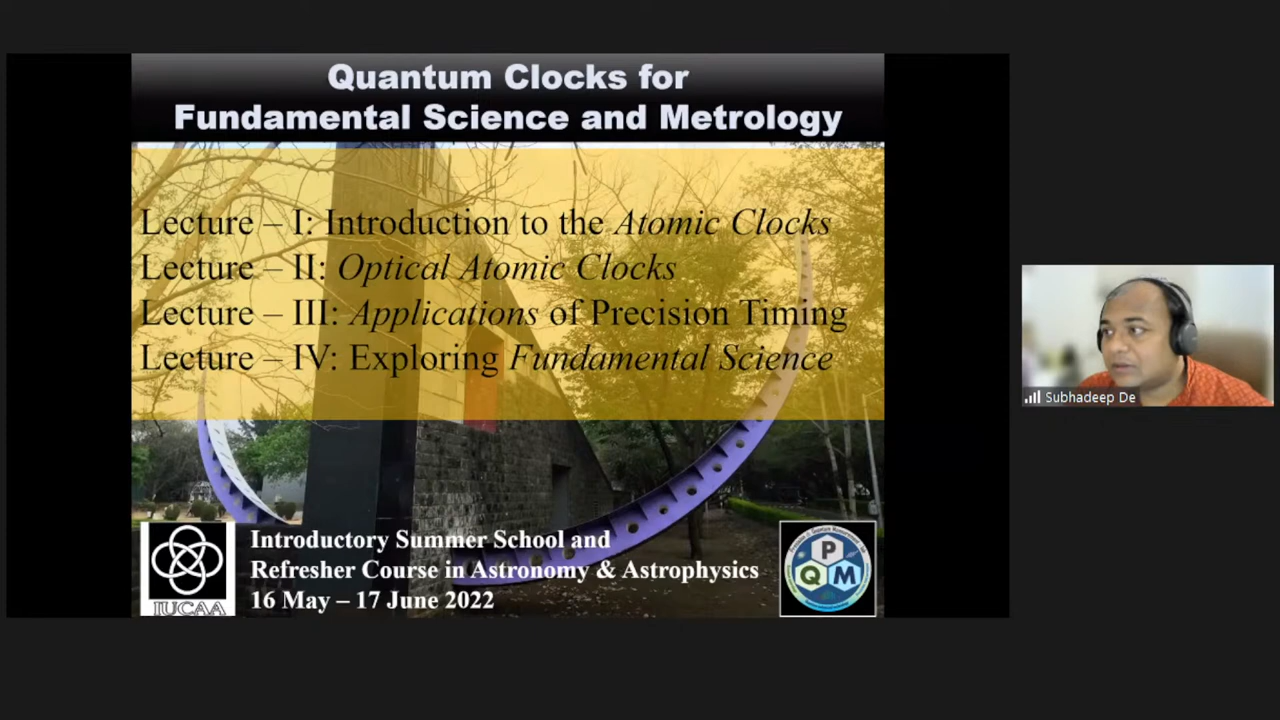 Quantum Clocks for
Fundamental Science and Metrology
Lecture – I: Introduction to the Atomic Clocks
Lecture – II: Optical Atomic Clocks
Lecture – III: Applications of Precision Timing
Lecture – IV: Exploring Fundamental Science
IUCAA
Introductory Summer School and
Refresher Course in Astronomy & Astrophysics
16 May – 17 June 2022
P
Q M
Subhadeep De